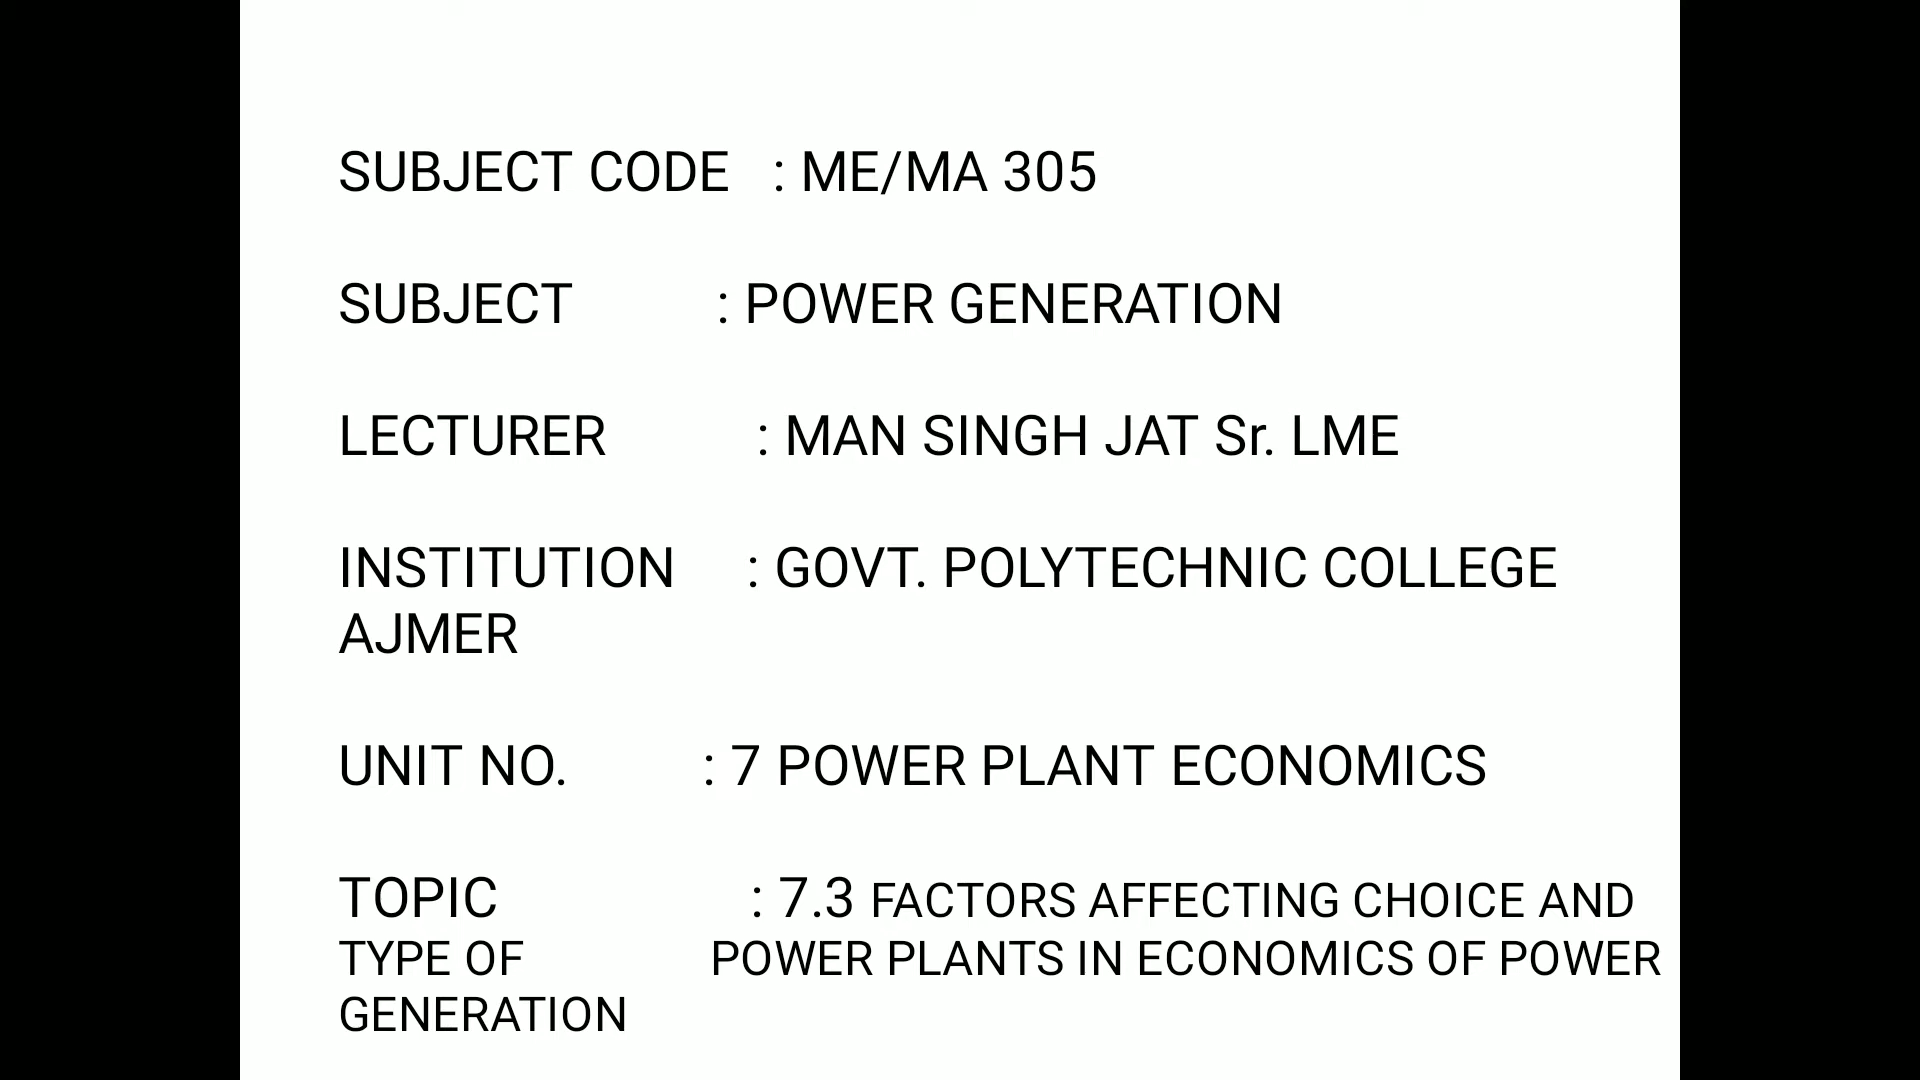 SUBJECT CODE : ME/MA 305
SUBJECT : POWER GENERATION
LECTURER : MAN SINGH JAT Sr. LME
INSTITUTION : GOVT. POLYTECHNIC COLLEGE
AJMER
UNIT NO. : 7 POWER PLANT ECONOMICS
TOPIC : 7.3 FACTORS AFFECTING CHOICE AND
TYPE OF POWER PLANTS IN ECONOMICS OF POWER
GENERATION